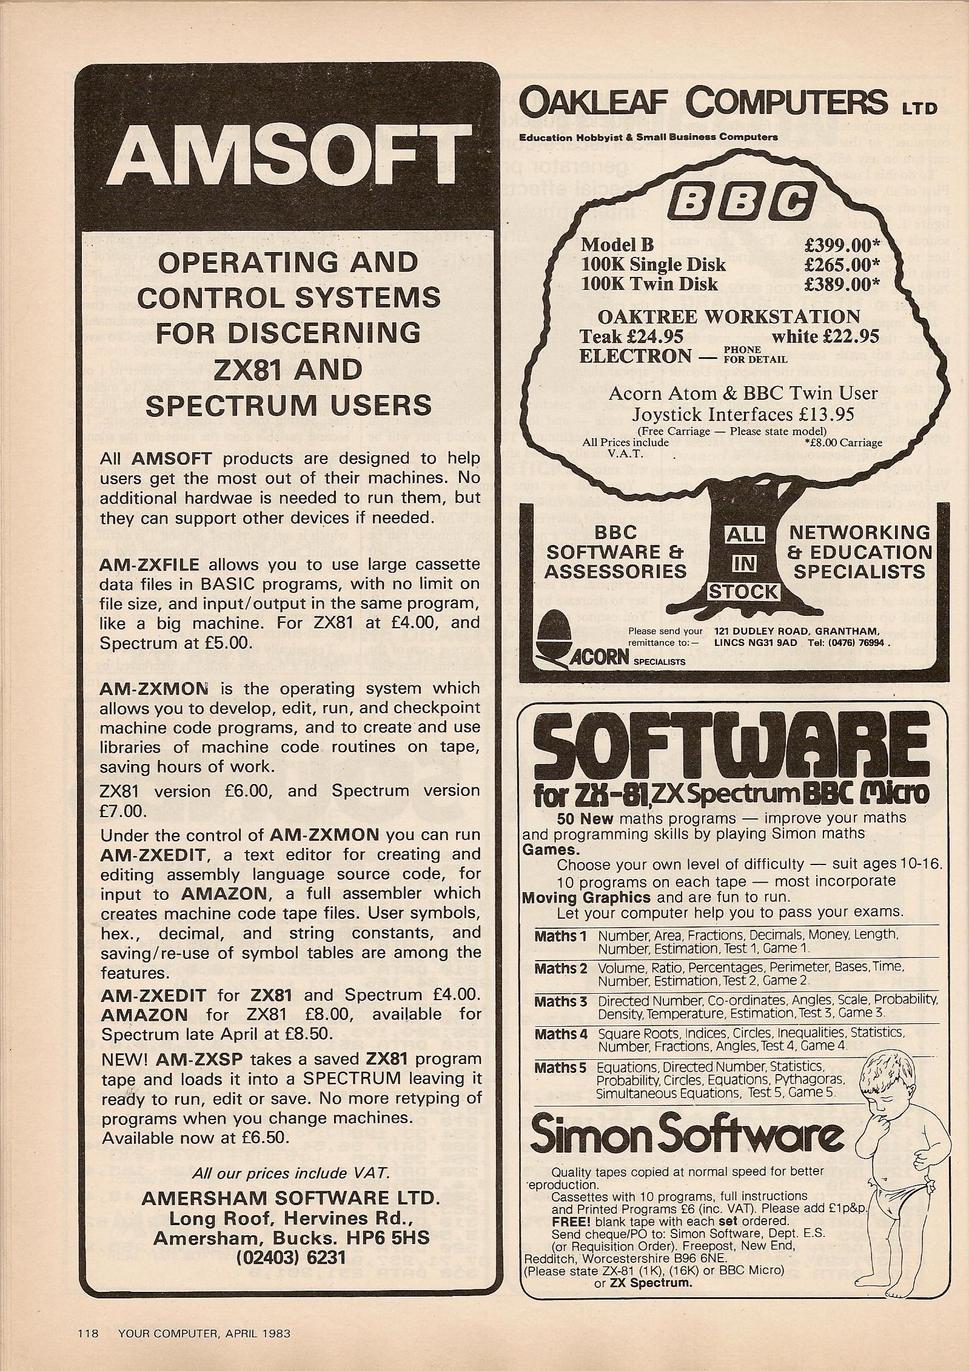 AMSOFT
OPERATING AND
CONTROL SYSTEMS
FOR DISCERNING
ZX81 AND
SPECTRUM USERS
All AMSOFT products are designed to help
users get the most out of their machines. No
additional hardwae is needed to run them, but
they can support other devices if needed.
AM-ZXFILE allows you to use large cassette
data files in BASIC programs, with no limit on
file size, and input/output in the same program,
like a big machine. For ZX81 at £4.00, and
Spectrum at £5.00.
AM-ZXMON is the operating system which
allows you to develop, edit, run, and checkpoint
machine code programs, and to create and use
libraries of machine code routines on tape,
saving hours of work.
ZX81 version £6.00, and Spectrum version
£7.00.
Under the control of AM-ZXMON you can run
AM-ZXEDIT, a text editor for creating and
editing assembly language source code, for
input to AMAZON, a full assembler which
creates machine code tape files. User symbols,
hex., decimal, and string constants, and
saving/re-use of symbol tables are among the
features.
AM-ZXEDIT for ZX81 and Spectrum £4.00.
AMAZON for ZX81 £8.00, available for
Spectrum late April at £8.50.
NEW! AM-ZXSP takes a saved ZX81 program
tape and loads it into a SPECTRUM leaving it
ready to run, edit or save. No more retyping of
programs when you change machines.
Available now at £6.50.
All our prices include VAT.
AMERSHAM SOFTWARE LTD.
Long Roof, Hervines Rd.,
Amersham, Bucks. HP6 5HS
(02403) 6231
OAKLEAF COMPUTERS LTD
Education Hobbyist & Small Business Computers
BBC
Model B £399.00*
100K Single Disk £265.00*
100K Twin Disk £389.00*
OAKTREE WORKSTATION
Teak £24.95 white £22.95
ELECTRON — PHONE FOR DETAIL
Acorn Atom & BBC Twin User
Joystick Interfaces £13.95
(Free Carriage — Please state model)
All Prices include *£8.00 Carriage
V.A.T.
BBC
SOFTWARE &
ASSESSORIES
ALL
IN
STOCK
NETWORKING
& EDUCATION
SPECIALISTS
Please send your 121 DUDLEY ROAD, GRANTHAM,
remittance to:— LINCS NG31 9AD Tel: (0476) 76994 .
ACORN SPECIALISTS
SOFTWARE
for ZX-81, ZX Spectrum BBC Micro
50 New maths programs — improve your maths
and programming skills by playing Simon maths
Games.
Choose your own level of difficulty — suit ages 10-16.
10 programs on each tape — most incorporate
Moving Graphics and are fun to run.
Let your computer help you to pass your exams.
Maths 1 Number, Area, Fractions, Decimals, Money, Length,
Number, Estimation, Test 1, Game 1.
Maths 2 Volume, Ratio, Percentages, Perimeter, Bases, Time,
Number, Estimation, Test 2, Game 2.
Maths 3 Directed Number, Co-ordinates, Angles, Scale, Probability,
Density, Temperature, Estimation, Test 3, Game 3.
Maths 4 Square Roots, Indices, Circles, Inequalities, Statistics,
Number, Fractions, Angles, Test 4, Game 4.
Maths 5 Equations, Directed Number, Statistics,
Probability, Circles, Equations, Pythagoras,
Simultaneous Equations, Test 5, Game 5.
Simon Software
Quality tapes copied at normal speed for better
reproduction.
Cassettes with 10 programs, full instructions
and Printed Programs £6 (inc. VAT). Please add £1p&p.
FREE! blank tape with each set ordered.
Send cheque/PO to: Simon Software, Dept. E.S.
(or Requisition Order). Freepost, New End,
Redditch, Worcestershire B96 6NE.
(Please state ZX-81 (1K), (16K) or BBC Micro)
or ZX Spectrum.
118 YOUR COMPUTER, APRIL 1983